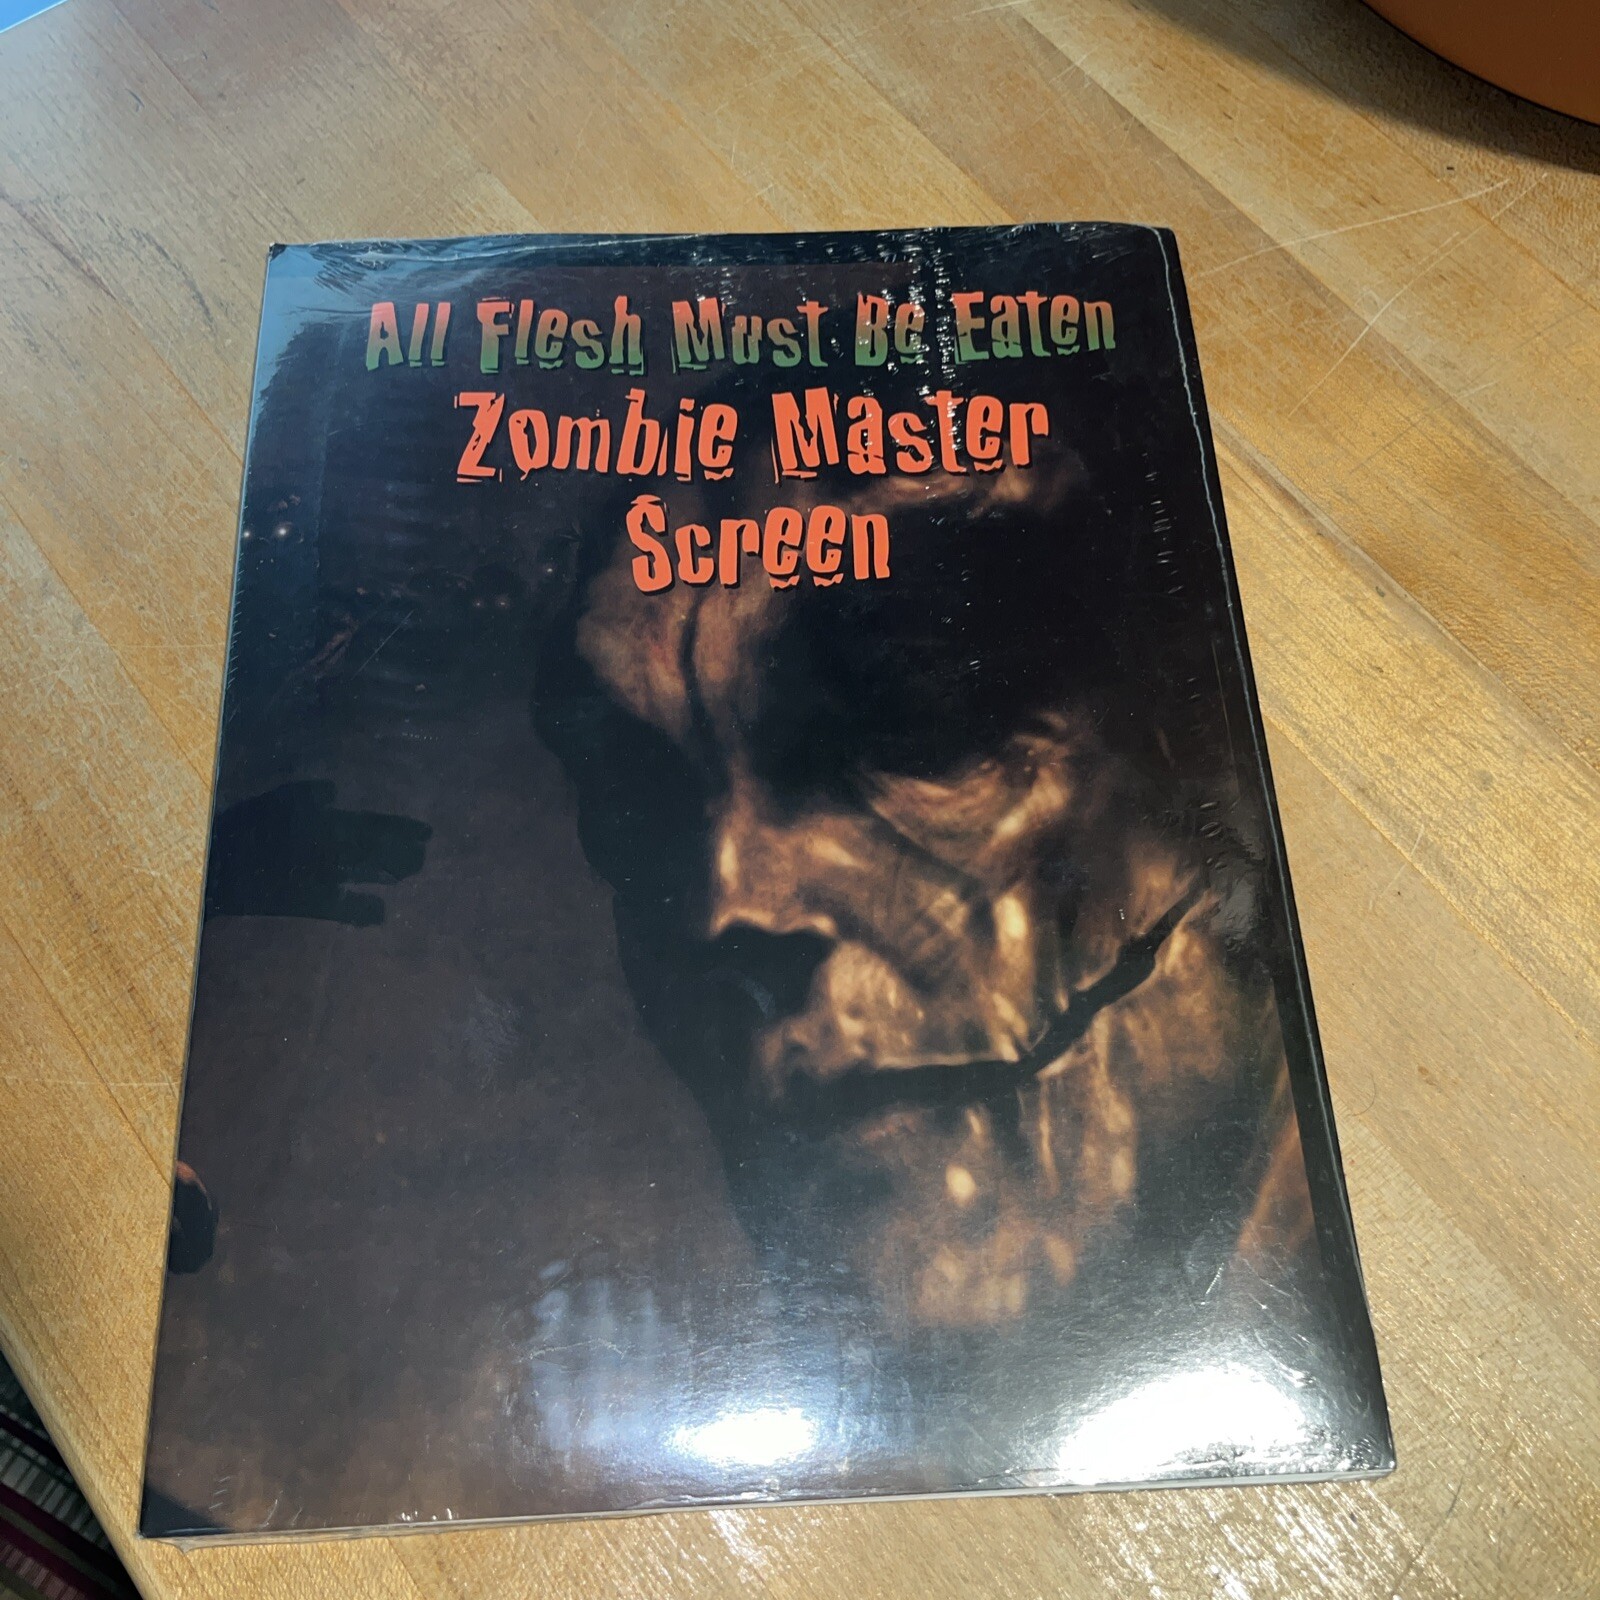 All Flesh Must Be Eaten
Zombie Master
Screen